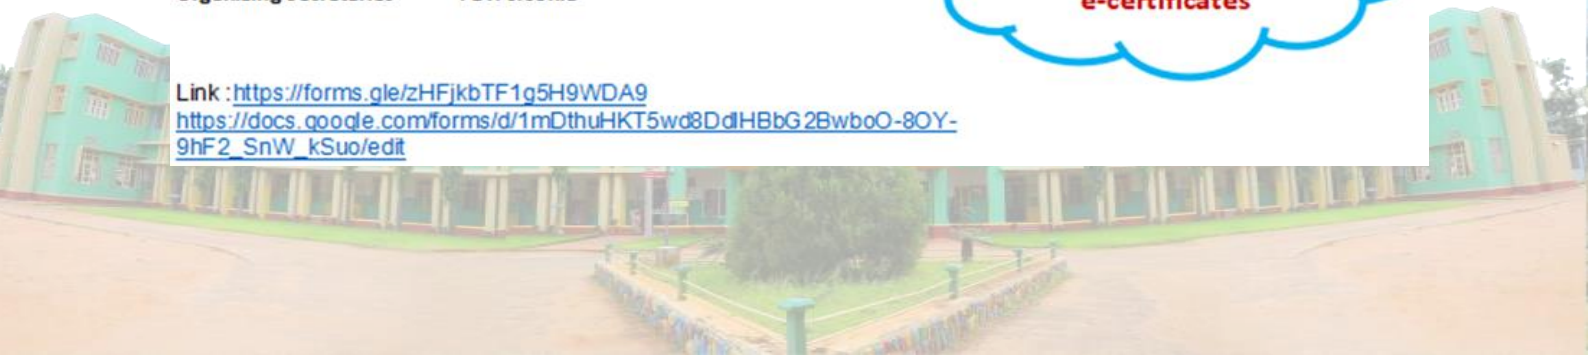 e-certificates
Link :https://forms.gle/zHFjkbTF1g5H9WDA9
https://docs.google.com/forms/d/1mDthuHKT5wd8DdlHBbG2BwboO-8OY-
9hF2_SnW_kSuo/edit